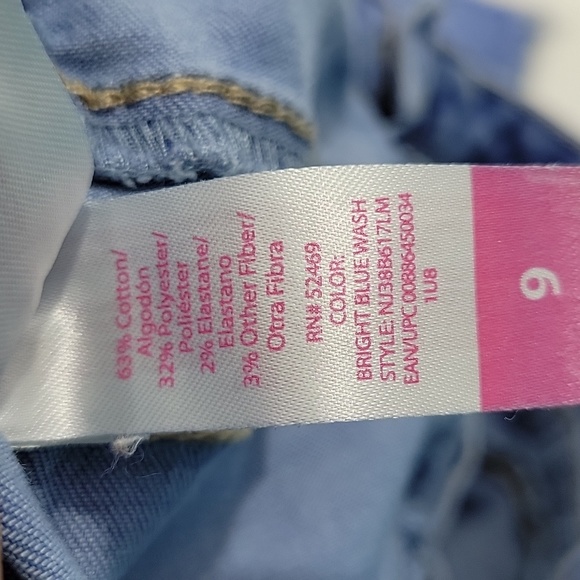 63% Cotton/
Algodón
32% Polyester/
Poliéster
2% Elastane/
Elastano
3% Other Fiber/
Otra Fibra
RN# 52469
COLOR:
BRIGHT BLUE WASH
STYLE: NJ38B617LM
EAN/UPC:00886450034
1U8
9